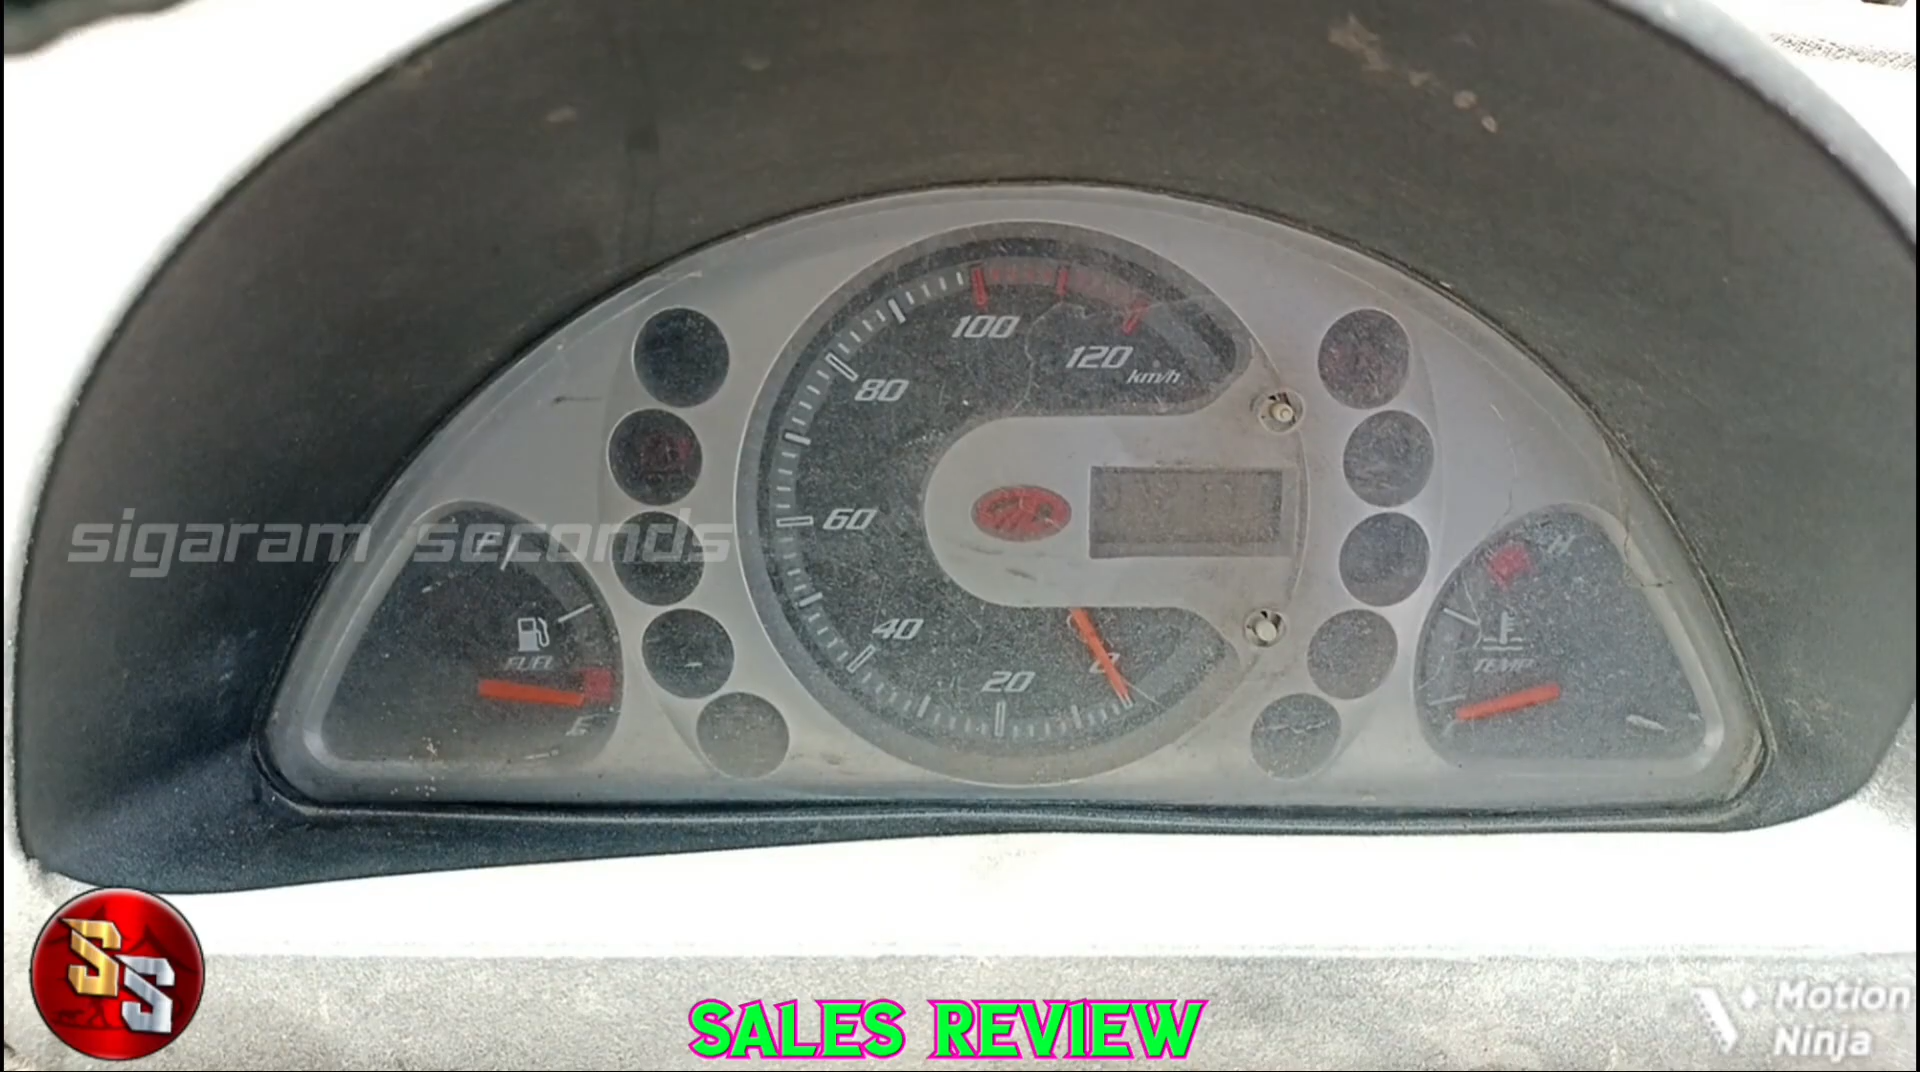 100
120
km/h
80
sigaram seconds
F
60
H
40
FUEL
TEMP
20
0
E
SS
SALES REVIEW
Motion
Ninja